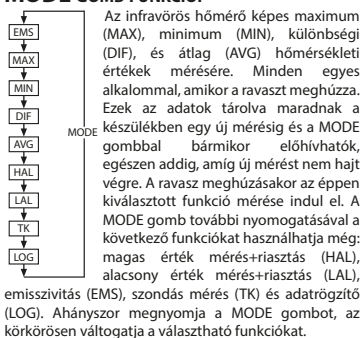 MODE GOMB FUNKCIÓI
EMS
MAX
MIN
DIF
AVG
HAL
LAL
TK
LOG
MODE
Az infravörös hőmérő képes maximum
(MAX), minimum (MIN), különbségi
(DIF), és átlag (AVG) hőmérsékleti
értékek mérésére. Minden egyes
alkalommal, amikor a ravaszt meghúzza.
Ezek az adatok tárolva maradnak a
készülékben egy új mérésig és a MODE
gombbal bármikor előhívhatók,
egészen addig, amíg új mérést nem hajt
végre. A ravasz meghúzásakor az éppen
kiválasztott funkció mérése indul el. A
MODE gomb további nyomogatásával a
következő funkciókat használhatja még:
magas érték mérés+riasztás (HAL),
alacsony érték mérés+riasztás (LAL),
emisszivitás (EMS), szondás mérés (TK) és adatrögzítő
(LOG). Ahányszor megnyomja a MODE gombot, az
körkörösen váltogatja a választható funkciókat.